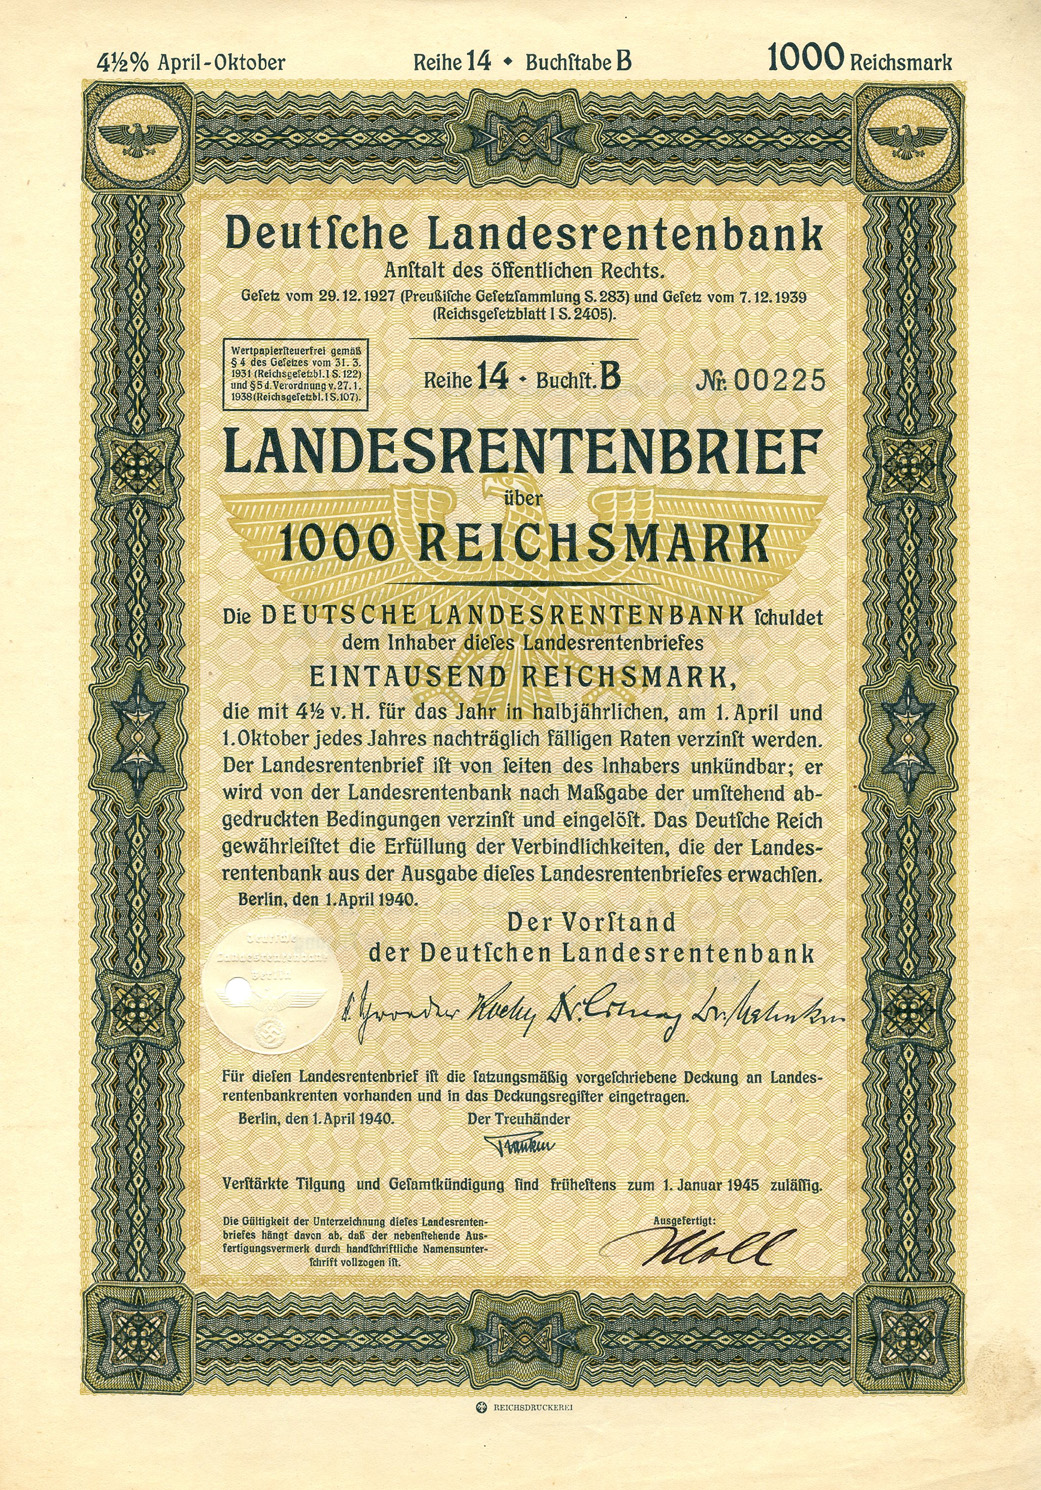 4½% April-Oktober Reihe 14 • Buchſtabe B 1000 Reichsmark
Deutſche Landesrentenbank
Anſtalt des öffentlichen Rechts.
Geſetz vom 29.12.1927 (Preußiſche Geſetzſammlung S. 283) und Geſetz vom 7.12.1939
(Reichsgeſetzblatt I S. 2405).
Wertpapierſteuerfrei gemäß
§ 4 des Geſetzes vom 31. 3.
1931 (Reichsgeſetzbl. I S. 122)
und § 5 d. Verordnung v. 27. 1.
1938 (Reichsgeſetzbl. I S. 107).
Reihe 14 • Buchſt. B Nr. 00225
LANDESRENTENBRIEF
über
1000 REICHSMARK
Die DEUTSCHE LANDESRENTENBANK ſchuldet
dem Inhaber dieſes Landesrentenbriefes
EINTAUSEND REICHSMARK,
die mit 4½ v. H. für das Jahr in halbjährlichen, am 1. April und
1. Oktober jedes Jahres nachträglich fälligen Raten verzinſt werden.
Der Landesrentenbrief iſt von ſeiten des Inhabers unkündbar; er
wird von der Landesrentenbank nach Maßgabe der umſtehend ab-
gedruckten Bedingungen verzinſt und eingelöſt. Das Deutſche Reich
gewährleiſtet die Erfüllung der Verbindlichkeiten, die der Landes-
rentenbank aus der Ausgabe dieſes Landesrentenbriefes erwachſen.
Berlin, den 1. April 1940.
Der Vorſtand
der Deutſchen Landesrentenbank
Deutſche
Landesrentenbank
Berlin
Für dieſen Landesrentenbrief iſt die ſatzungsmäßig vorgeſchriebene Deckung an Landes-
rentenbankrenten vorhanden und in das Deckungsregiſter eingetragen.
Berlin, den 1. April 1940. Der Treuhänder
Verſtärkte Tilgung und Geſamtkündigung ſind früheſtens zum 1. Januar 1945 zuläſſig.
Die Gültigkeit der Unterzeichnung dieſes Landesrenten-
briefes hängt davon ab, daß der nebenſtehende Aus-
fertigungsvermerk durch handſchriftliche Namensunter-
ſchrift vollzogen iſt.
Ausgefertigt:
REICHSDRUCKEREI